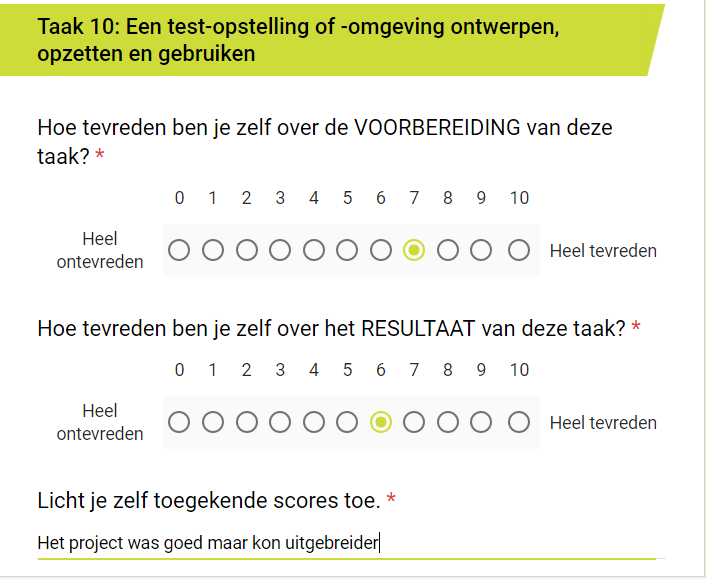 Taak 10: Een test-opstelling of -omgeving ontwerpen,
opzetten en gebruiken
Hoe tevreden ben je zelf over de VOORBEREIDING van deze
taak? *
0 1 2 3 4 5 6 7 8 9 10
Heel
ontevreden
Heel tevreden
Hoe tevreden ben je zelf over het RESULTAAT van deze taak? *
0 1 2 3 4 5 6 7 8 9 10
Heel
ontevreden
Heel tevreden
Licht je zelf toegekende scores toe. *
Het project was goed maar kon uitgebreider